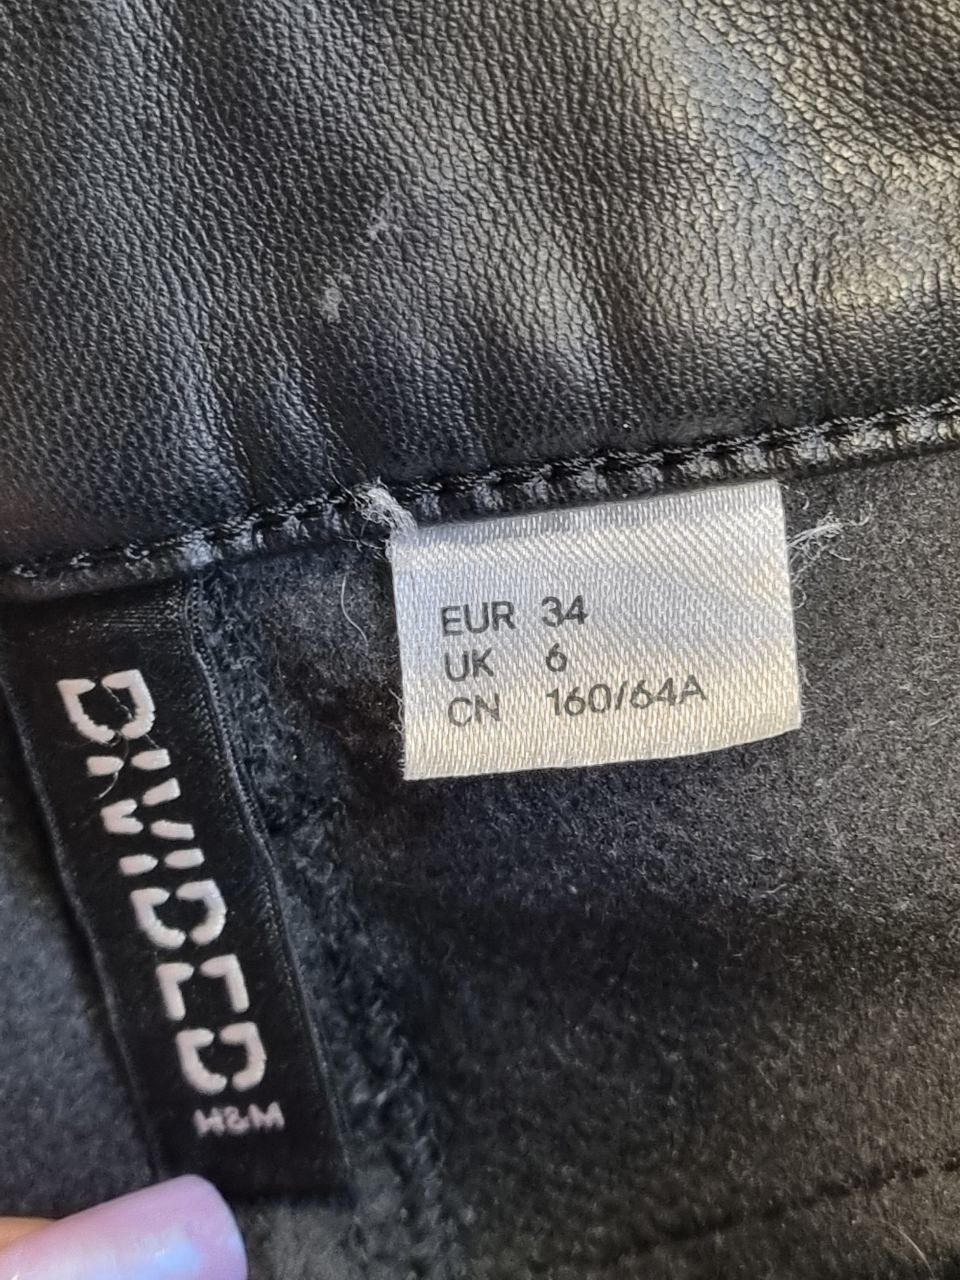 EUR 34
UK 6
CN 160/64A
DIVIDED
H&M